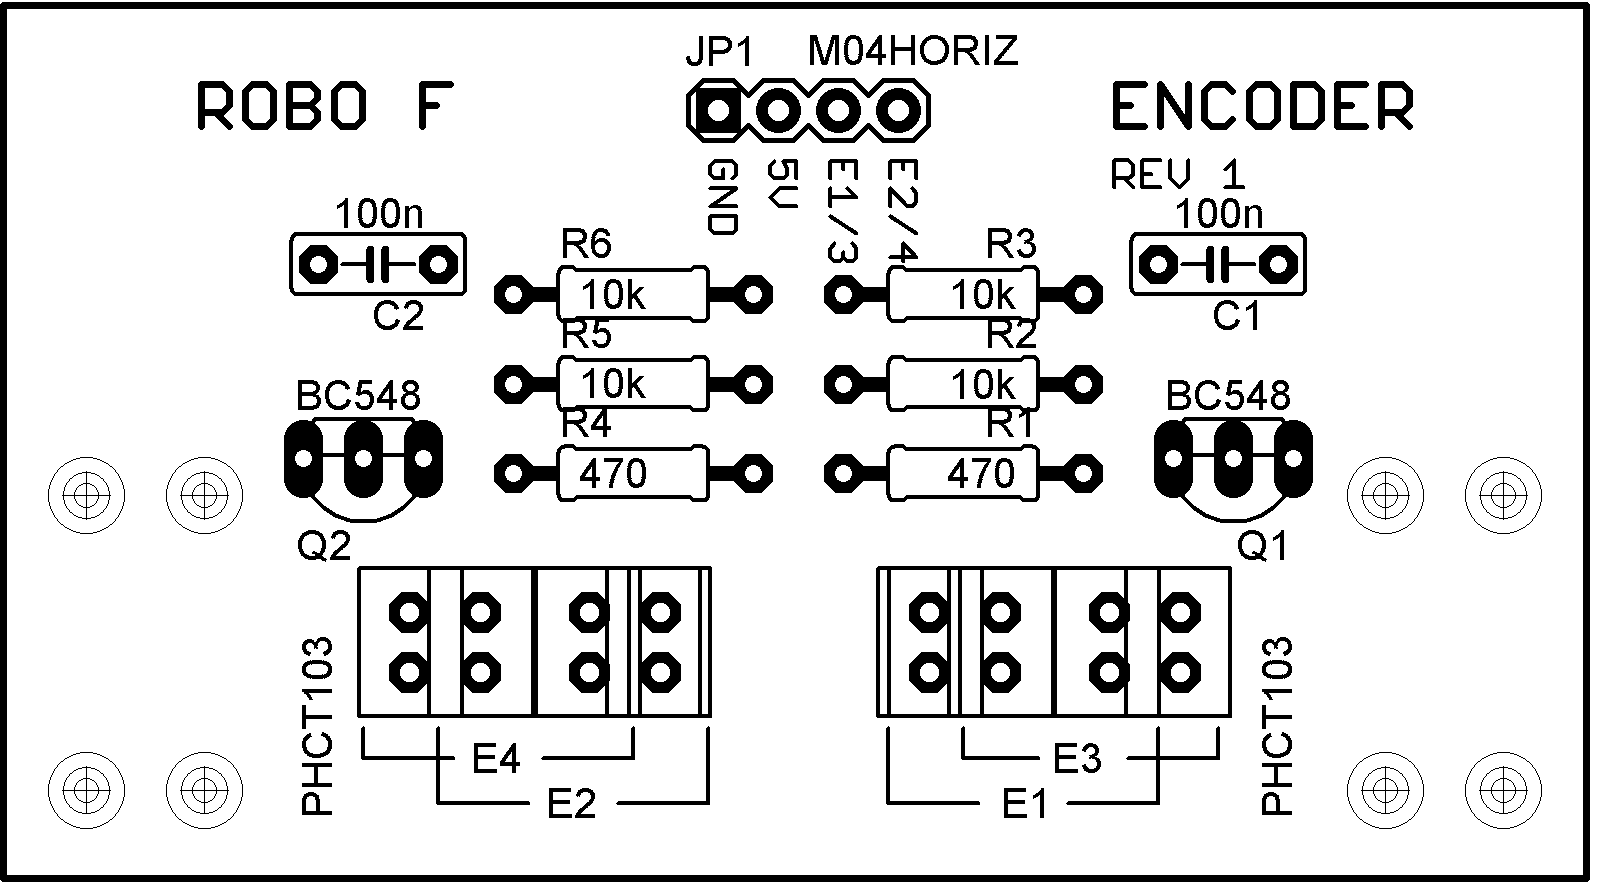 JP1 M04HORIZ
ROBO F
ENCODER
GND
5V
E1/3
E2/4
REV 1
100n
C2
100n
C1
R6
10k
R3
10k
R5
10k
R2
10k
R4
470
R1
470
BC548
Q2
BC548
Q1
PHCT103
PHCT103
E4
E2
E3
E1